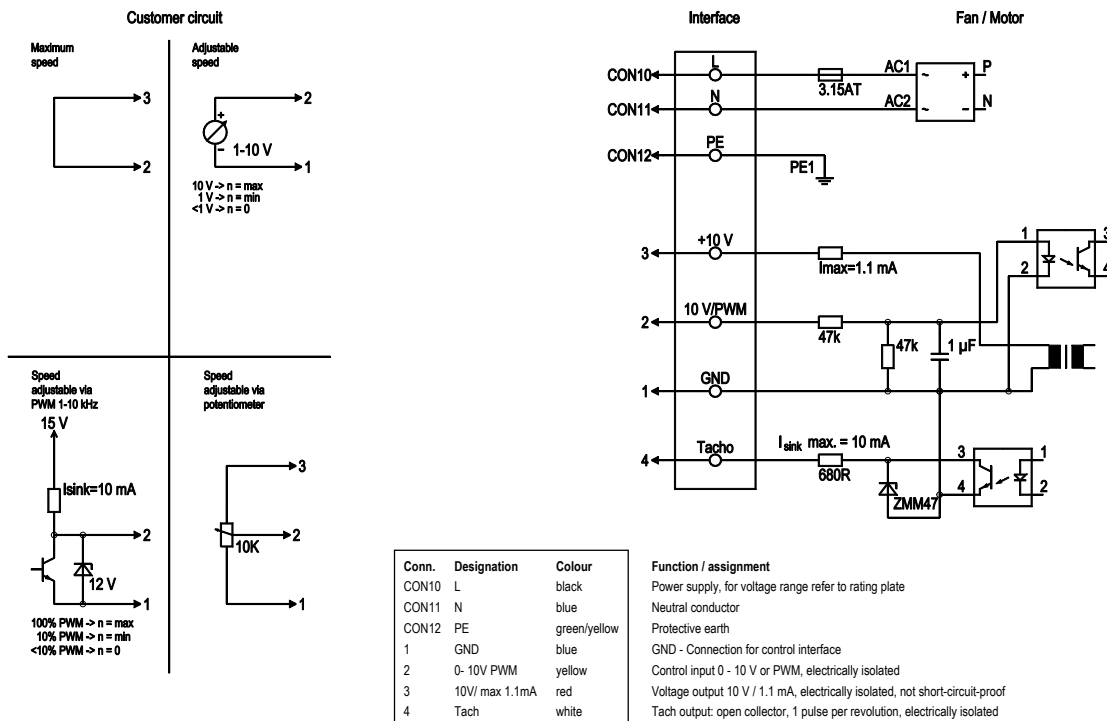 Customer circuit
Interface
Fan / Motor
Maximum
speed
3
2
Adjustable
speed
2
+
1-10 V
–
1
10 V -> n = max
1 V -> n = min
<1 V -> n = 0
Speed
adjustable via
PWM 1-10 kHz
15 V
Isink=10 mA
2
12 V
1
100% PWM -> n = max
10% PWM -> n = min
<10% PWM -> n = 0
Speed
adjustable via
potentiometer
3
2
10K
1
CON10 L 3.15AT AC1 ~ + P
CON11 N AC2 ~ – N
CON12 PE PE1
3 +10 V Imax=1.1 mA 1 2 3 4
2 10 V/PWM 47k 47k 1 µF
1 GND
4 Tacho Isink max. = 10 mA 680R ZMM47 3 4 1 2
Conn. Designation Colour Function / assignment
CON10 L black Power supply, for voltage range refer to rating plate
CON11 N blue Neutral conductor
CON12 PE green/yellow Protective earth
1 GND blue GND - Connection for control interface
2 0- 10V PWM yellow Control input 0 - 10 V or PWM, electrically isolated
3 10V/ max 1.1mA red Voltage output 10 V / 1.1 mA, electrically isolated, not short-circuit-proof
4 Tach white Tach output: open collector, 1 pulse per revolution, electrically isolated